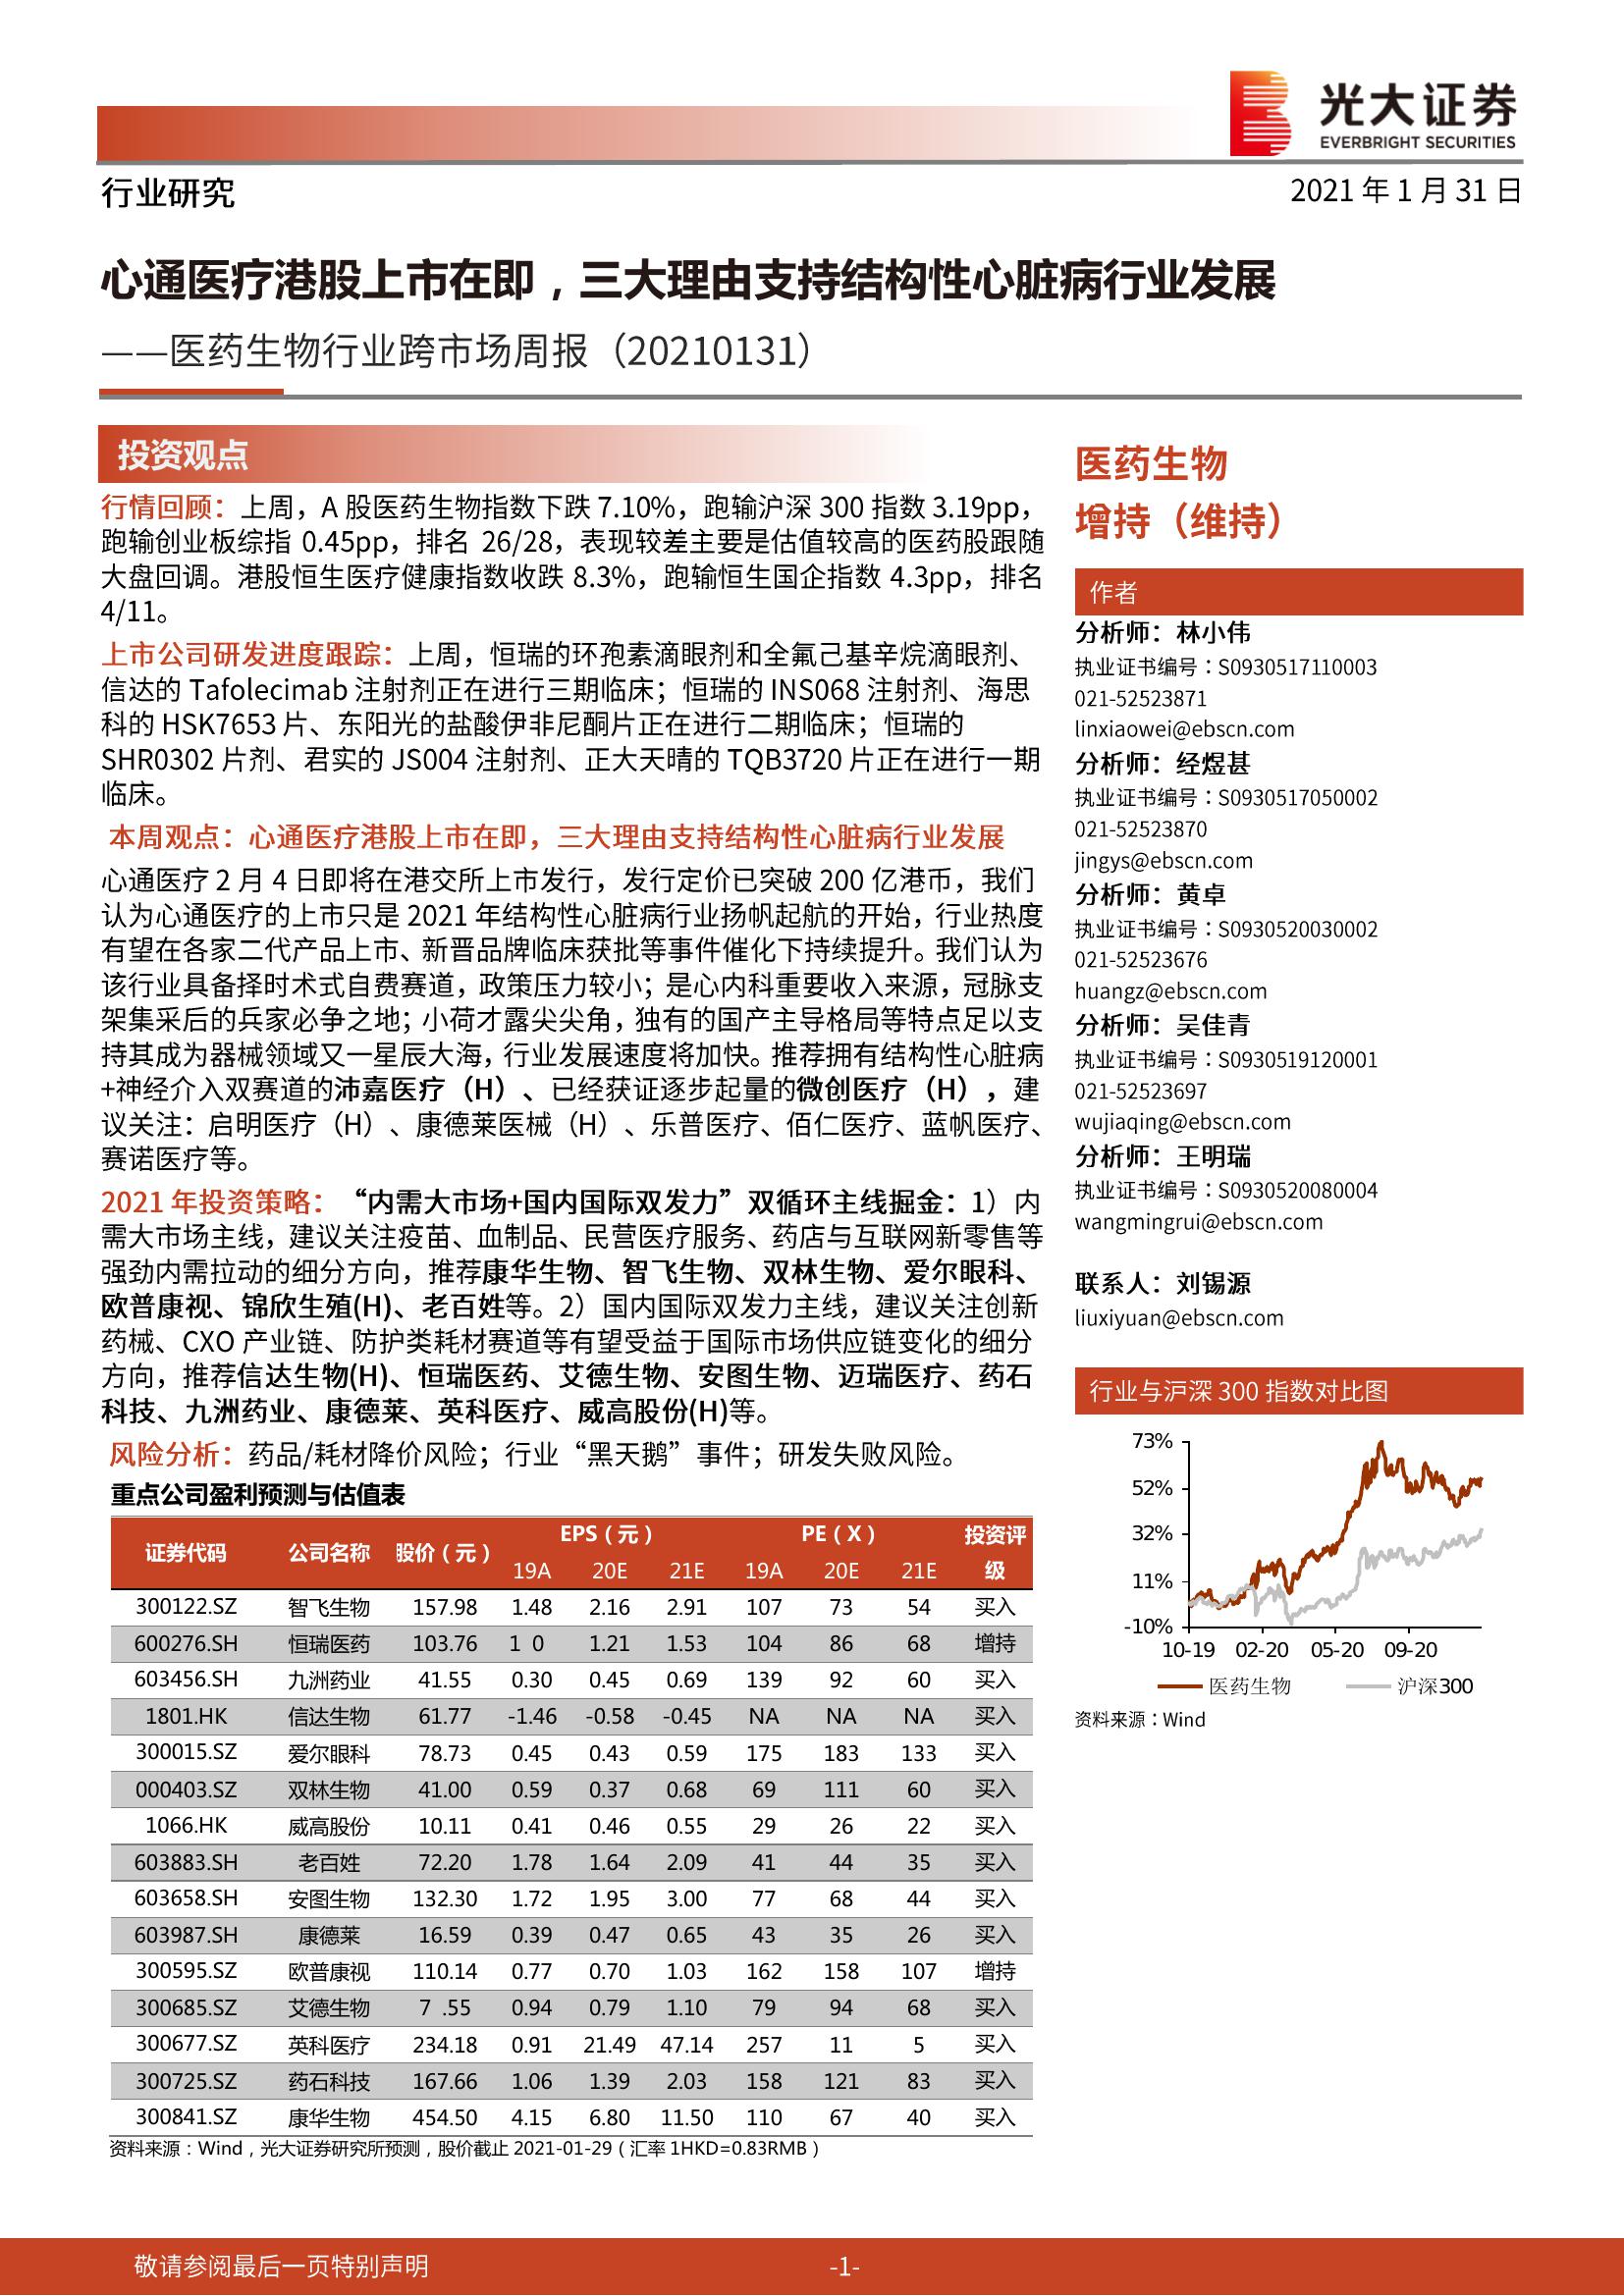 光大证券
EVERBRIGHT SECURITIES
行业研究
2021 年 1 月 31 日
心通医疗港股上市在即，三大理由支持结构性心脏病行业发展
——医药生物行业跨市场周报（20210131）
投资观点
行情回顾：上周，A 股医药生物指数下跌 7.10%，跑输沪深 300 指数 3.19pp，
跑输创业板综指 0.45pp，排名 26/28，表现较差主要是估值较高的医药股跟随
大盘回调。港股恒生医疗健康指数收跌 8.3%，跑输恒生国企指数 4.3pp，排名
4/11。
上市公司研发进度跟踪：上周，恒瑞的环孢素滴眼剂和全氟己基辛烷滴眼剂、
信达的 Tafolecimab 注射剂正在进行三期临床；恒瑞的 INS068 注射剂、海思
科的 HSK7653 片、东阳光的盐酸伊非尼酮片正在进行二期临床；恒瑞的
SHR0302 片剂、君实的 JS004 注射剂、正大天晴的 TQB3720 片正在进行一期
临床。
本周观点：心通医疗港股上市在即，三大理由支持结构性心脏病行业发展
心通医疗 2 月 4 日即将在港交所上市发行，发行定价已突破 200 亿港币，我们
认为心通医疗的上市只是 2021 年结构性心脏病行业扬帆起航的开始，行业热度
有望在各家二代产品上市、新晋品牌临床获批等事件催化下持续提升。我们认为
该行业具备择时术式自费赛道，政策压力较小；是心内科重要收入来源，冠脉支
架集采后的兵家必争之地；小荷才露尖尖角，独有的国产主导格局等特点足以支
持其成为器械领域又一星辰大海，行业发展速度将加快。推荐拥有结构性心脏病
+神经介入双赛道的沛嘉医疗（H）、已经获证逐步起量的微创医疗（H），建
议关注：启明医疗（H）、康德莱医械（H）、乐普医疗、佰仁医疗、蓝帆医疗、
赛诺医疗等。
2021 年投资策略：“内需大市场+国内国际双发力”双循环主线掘金：1）内
需大市场主线，建议关注疫苗、血制品、民营医疗服务、药店与互联网新零售等
强劲内需拉动的细分方向，推荐康华生物、智飞生物、双林生物、爱尔眼科、
欧普康视、锦欣生殖(H)、老百姓等。2）国内国际双发力主线，建议关注创新
药械、CXO 产业链、防护类耗材赛道等有望受益于国际市场供应链变化的细分
方向，推荐信达生物(H)、恒瑞医药、艾德生物、安图生物、迈瑞医疗、药石
科技、九洲药业、康德莱、英科医疗、威高股份(H)等。
风险分析：药品/耗材降价风险；行业“黑天鹅”事件；研发失败风险。
重点公司盈利预测与估值表
证券代码 公司名称 股价（元） EPS（元） PE（X） 投资评级
19A 20E 21E 19A 20E 21E
300122.SZ 智飞生物 157.98 1.48 2.16 2.91 107 73 54 买入
600276.SH 恒瑞医药 103.76 1 0 1.21 1.53 104 86 68 增持
603456.SH 九洲药业 41.55 0.30 0.45 0.69 139 92 60 买入
1801.HK 信达生物 61.77 -1.46 -0.58 -0.45 NA NA NA 买入
300015.SZ 爱尔眼科 78.73 0.45 0.43 0.59 175 183 133 买入
000403.SZ 双林生物 41.00 0.59 0.37 0.68 69 111 60 买入
1066.HK 威高股份 10.11 0.41 0.46 0.55 29 26 22 买入
603883.SH 老百姓 72.20 1.78 1.64 2.09 41 44 35 买入
603658.SH 安图生物 132.30 1.72 1.95 3.00 77 68 44 买入
603987.SH 康德莱 16.59 0.39 0.47 0.65 43 35 26 买入
300595.SZ 欧普康视 110.14 0.77 0.70 1.03 162 158 107 增持
300685.SZ 艾德生物 7 .55 0.94 0.79 1.10 79 94 68 买入
300677.SZ 英科医疗 234.18 0.91 21.49 47.14 257 11 5 买入
300725.SZ 药石科技 167.66 1.06 1.39 2.03 158 121 83 买入
300841.SZ 康华生物 454.50 4.15 6.80 11.50 110 67 40 买入
资料来源：Wind，光大证券研究所预测，股价截止 2021-01-29（汇率 1HKD=0.83RMB）
医药生物
增持（维持）
作者
分析师：林小伟
执业证书编号：S0930517110003
021-52523871
linxiaowei@ebscn.com
分析师：经煜甚
执业证书编号：S0930517050002
021-52523870
jingys@ebscn.com
分析师：黄卓
执业证书编号：S0930520030002
021-52523676
huangz@ebscn.com
分析师：吴佳青
执业证书编号：S0930519120001
021-52523697
wujiaqing@ebscn.com
分析师：王明瑞
执业证书编号：S0930520080004
wangmingrui@ebscn.com
联系人：刘锡源
liuxiyuan@ebscn.com
行业与沪深 300 指数对比图
73%
52%
32%
11%
-10%
10-19 02-20 05-20 09-20
医药生物 沪深300
资料来源：Wind
敬请参阅最后一页特别声明
-1-